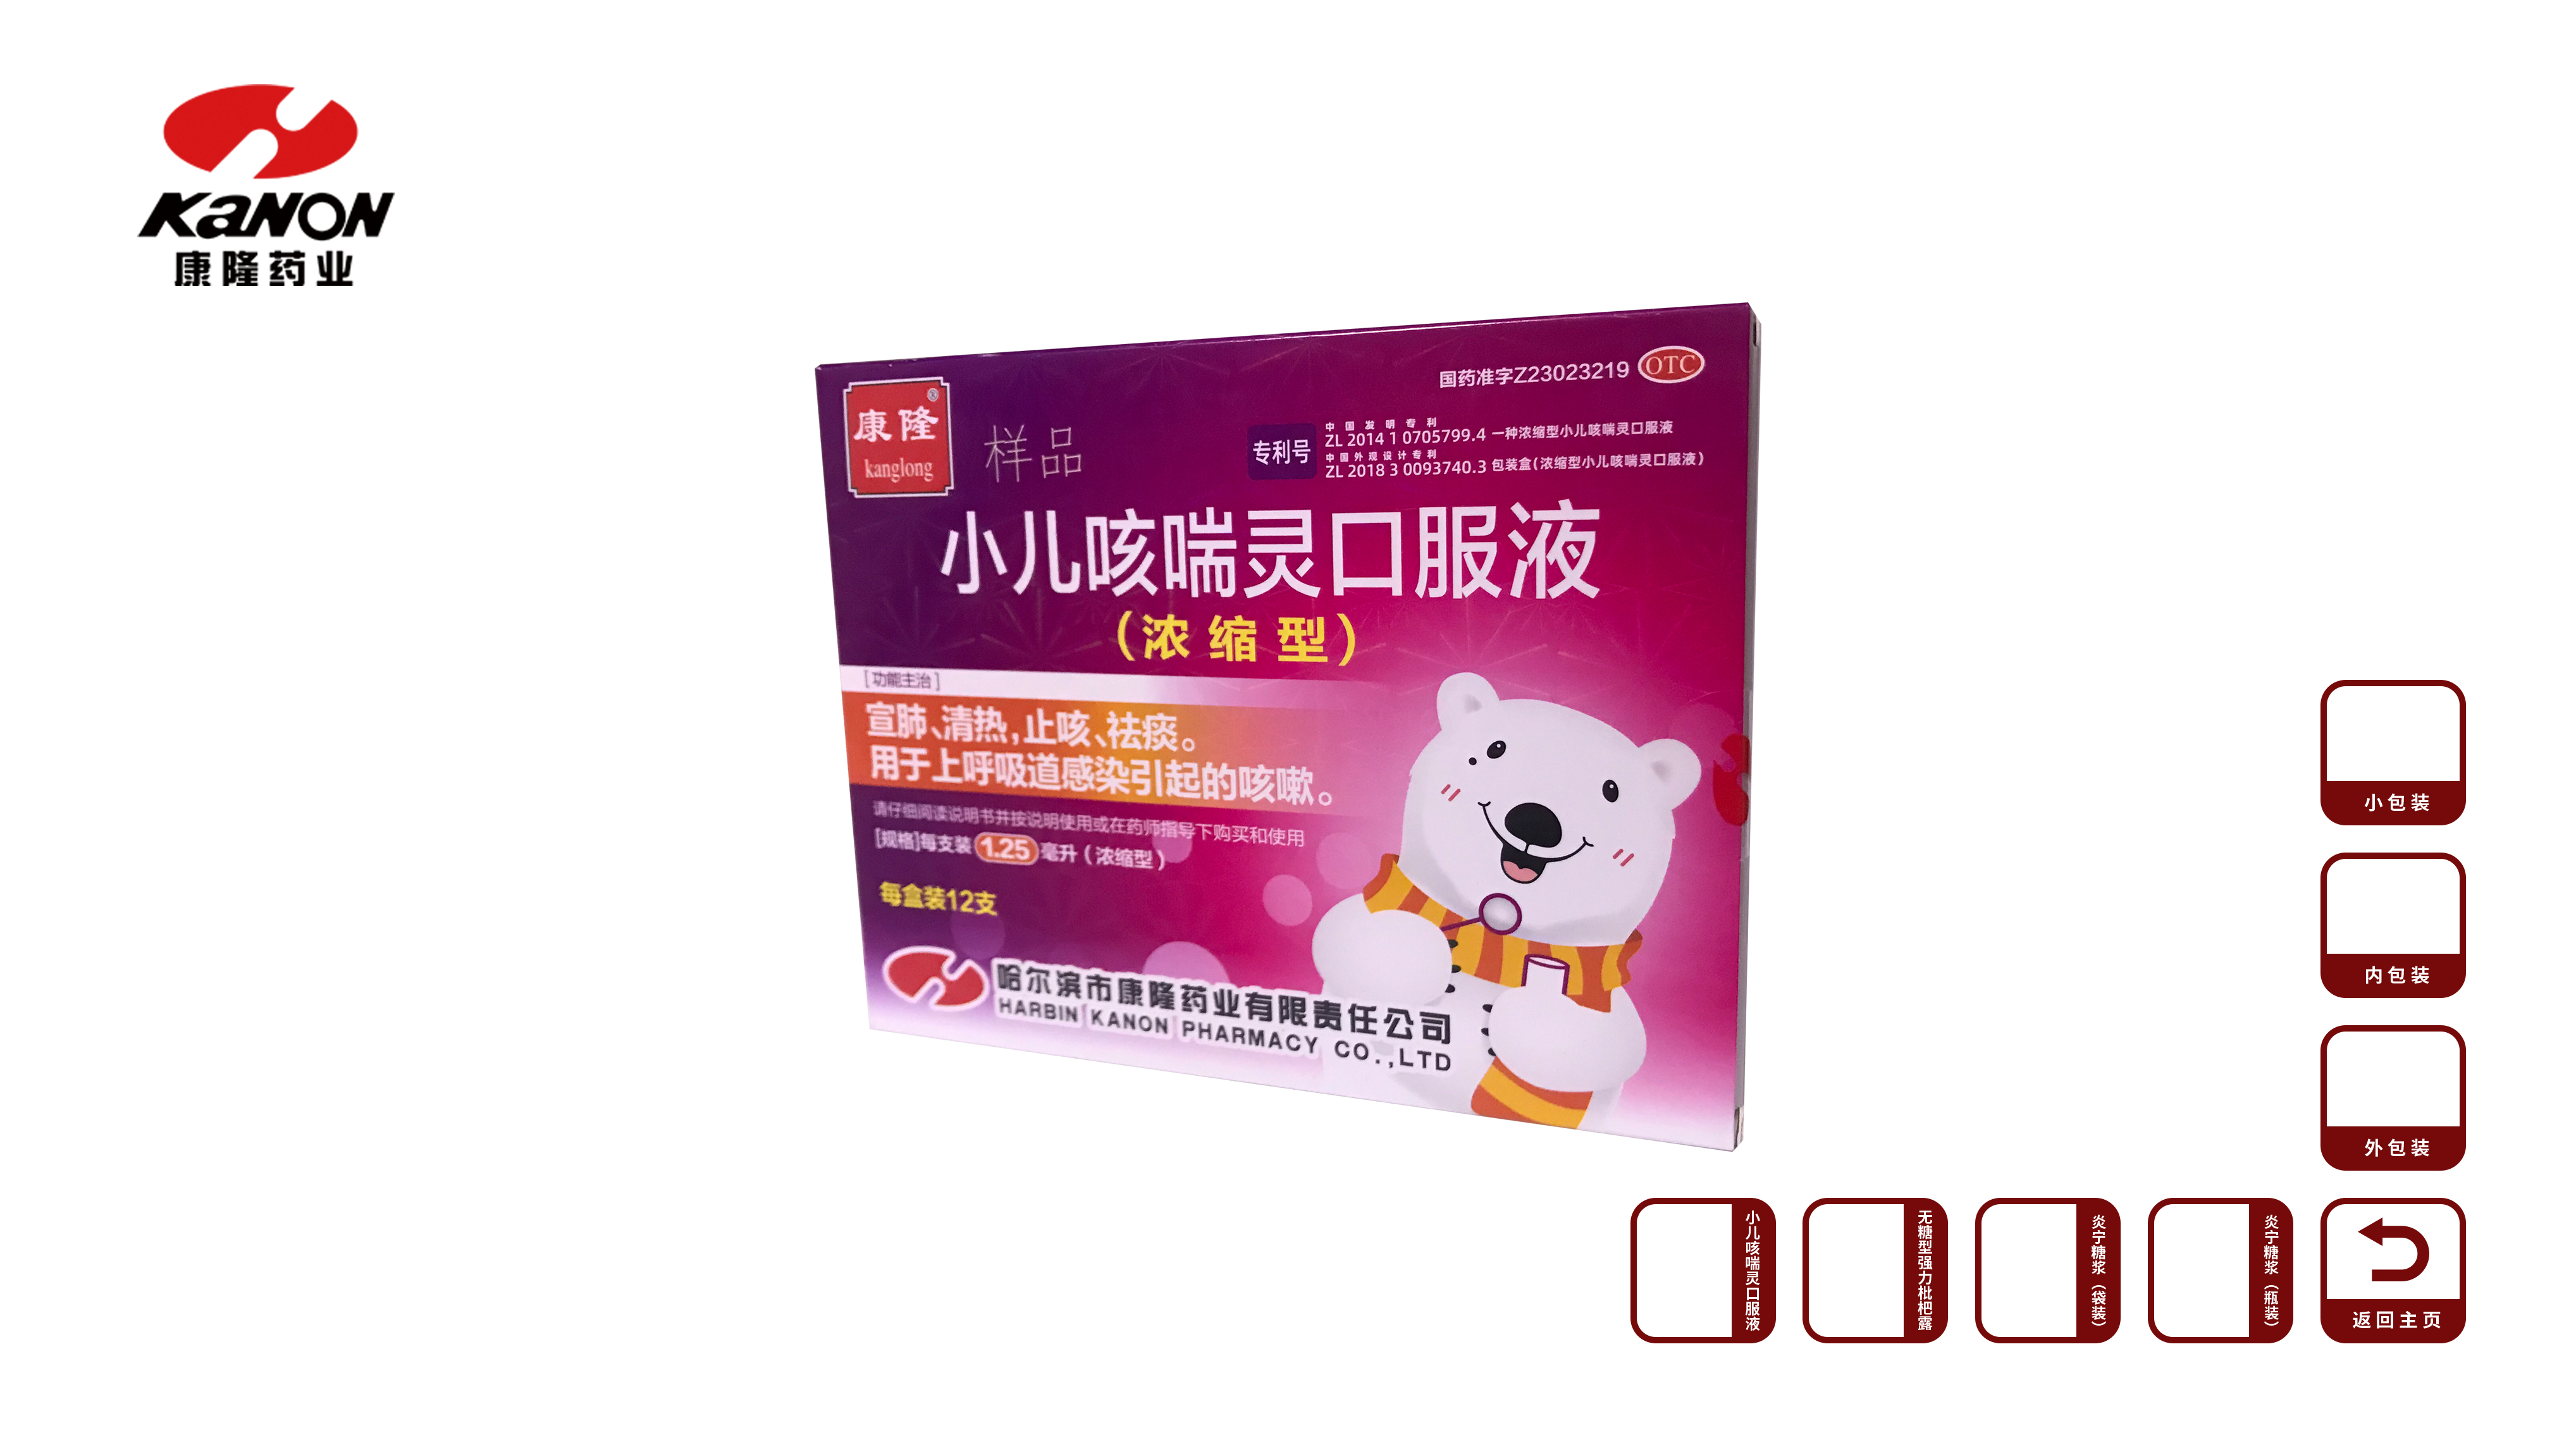 KANON
康隆药业
国药准字Z23023219 OTC
康隆®
kanglong
样品
专利号
中国发明专利
ZL 2014 1 0705799.4 一种浓缩型小儿咳喘灵口服液
中国外观设计专利
ZL 2018 3 0093740.3 包装盒(浓缩型小儿咳喘灵口服液)
小儿咳喘灵口服液
(浓缩型)
[功能主治]
宣肺、清热,止咳、祛痰。
用于上呼吸道感染引起的咳嗽。
请仔细阅读说明书并按说明使用或在药师指导下购买和使用
[规格]每支装1.25毫升(浓缩型)
每盒装12支
哈尔滨市康隆药业有限责任公司
HARBIN KANON PHARMACY CO.,LTD
小包装
内包装
外包装
小儿咳喘灵口服液
无糖型强力枇杷露
炎宁糖浆(袋装)
炎宁糖浆(瓶装)
返回主页